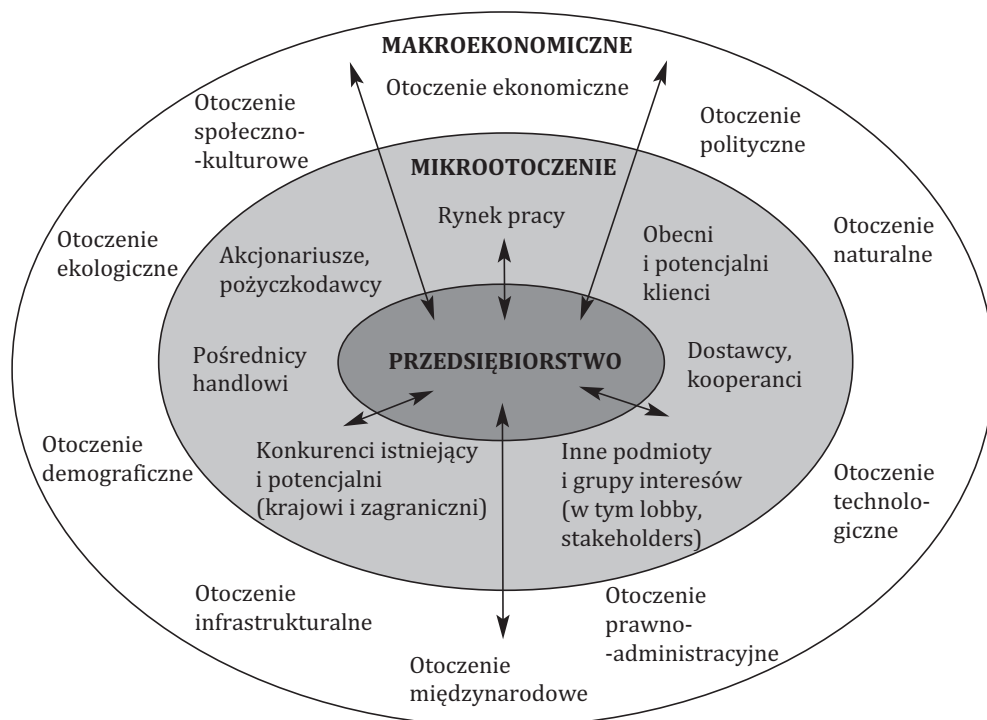 MAKROEKONOMICZNE
Otoczenie ekonomiczne
Otoczenie
społeczno-
-kulturowe
Otoczenie
polityczne
MIKROOTOCZENIE
Rynek pracy
Otoczenie
ekologiczne
Akcjonariusze,
pożyczkodawcy
Obecni
i potencjalni
klienci
Otoczenie
naturalne
Pośrednicy
handlowi
PRZEDSIĘBIORSTWO
Dostawcy,
kooperanci
Otoczenie
demograficzne
Konkurenci istniejący
i potencjalni
(krajowi i zagraniczni)
Inne podmioty
i grupy interesów
(w tym lobby,
stakeholders)
Otoczenie
technolo-
giczne
Otoczenie
infrastrukturalne
Otoczenie
międzynarodowe
Otoczenie
prawno-
-administracyjne